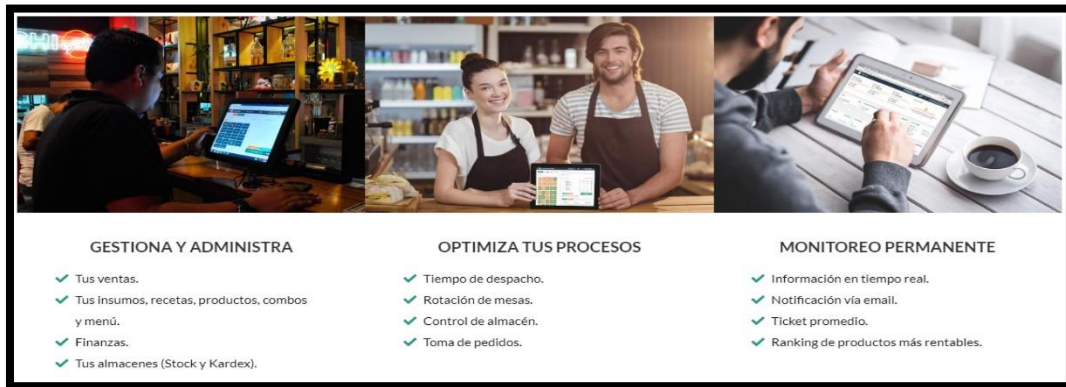 GESTIONA Y ADMINISTRA
Tus ventas.
Tus insumos, recetas, productos, combos
y menú.
Finanzas.
Tus almacenes (Stock y Kardex).
OPTIMIZA TUS PROCESOS
Tiempo de despacho.
Rotación de mesas.
Control de almacén.
Toma de pedidos.
MONITOREO PERMANENTE
Información en tiempo real.
Notificación vía email.
Ticket promedio.
Ranking de productos más rentables.